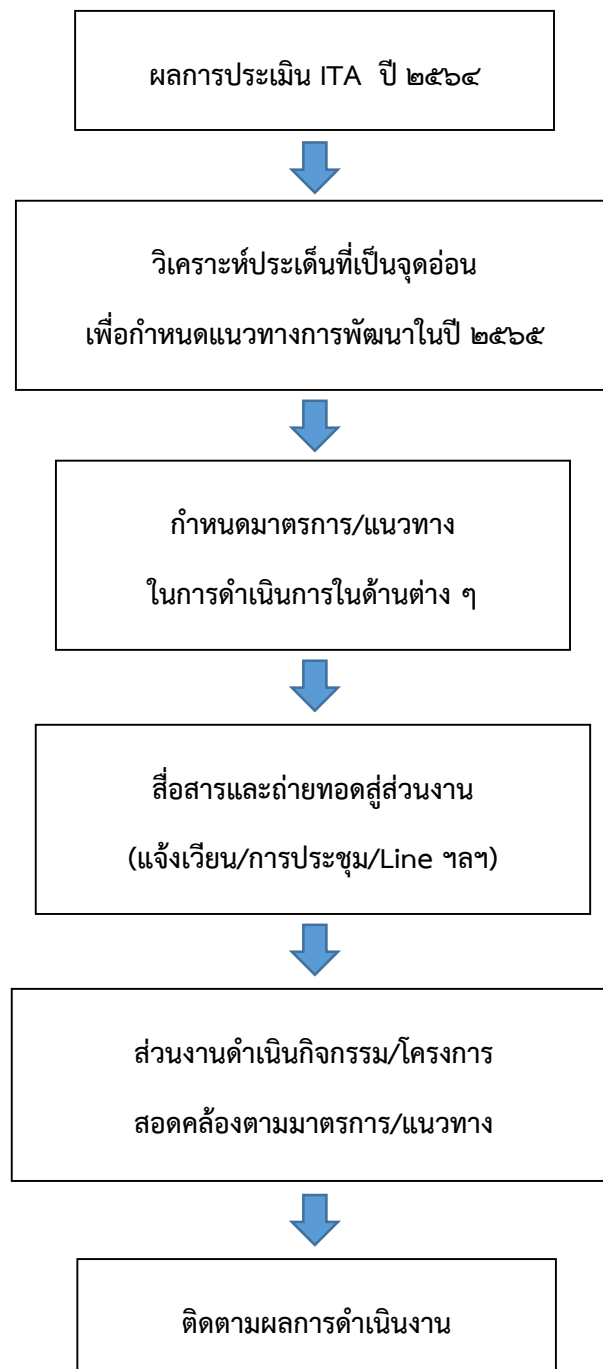 ผลการประเมิน ITA ปี ๒๕๖๔
วิเคราะห์ประเด็นที่เป็นจุดอ่อน
เพื่อกำหนดแนวทางการพัฒนาในปี ๒๕๖๕
กำหนดมาตรการ/แนวทาง
ในการดำเนินการในด้านต่าง ๆ
สื่อสารและถ่ายทอดสู่ส่วนงาน
(แจ้งเวียน/การประชุม/Line ฯลฯ)
ส่วนงานดำเนินกิจกรรม/โครงการ
สอดคล้องตามมาตรการ/แนวทาง
ติดตามผลการดำเนินงาน